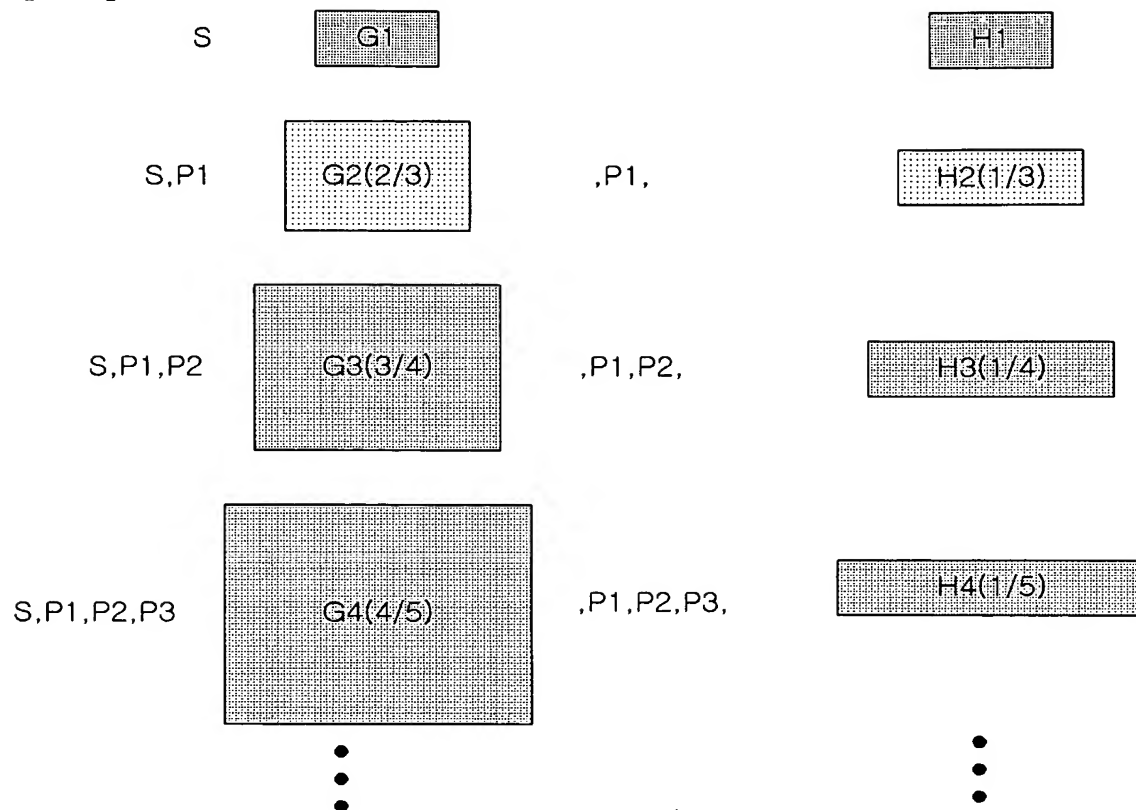 S G1 H1
S,P1 G2(2/3) ,P1, H2(1/3)
S,P1,P2 G3(3/4) ,P1,P2, H3(1/4)
S,P1,P2,P3 G4(4/5) ,P1,P2,P3, H4(1/5)